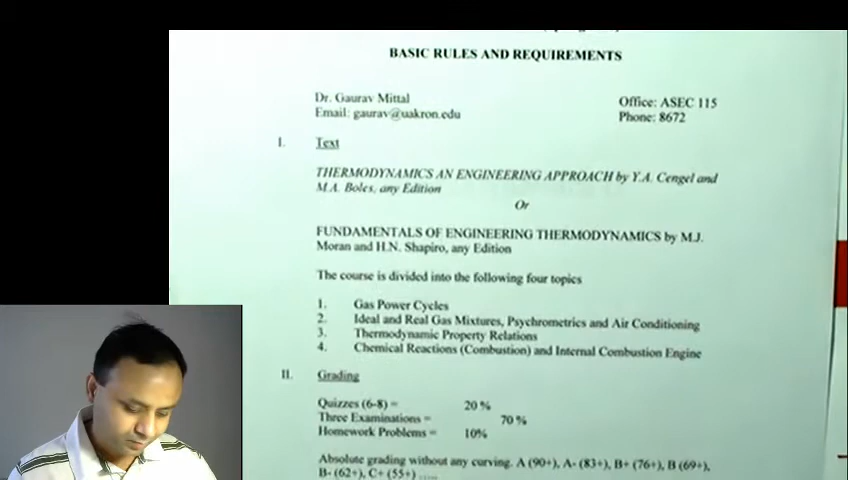 BASIC RULES AND REQUIREMENTS
Dr. Gaurav Mittal
Office: ASEC 115
Email: gaurav@uakron.edu
Phone: 8672
I. Text
THERMODYNAMICS AN ENGINEERING APPROACH by Y.A. Cengel and
M.A. Boles, any Edition
Or
FUNDAMENTALS OF ENGINEERING THERMODYNAMICS by M.J.
Moran and H.N. Shapiro, any Edition
The course is divided into the following four topics
1. Gas Power Cycles
2. Ideal and Real Gas Mixtures, Psychrometrics and Air Conditioning
3. Thermodynamic Property Relations
4. Chemical Reactions (Combustion) and Internal Combustion Engine
II. Grading
Quizzes (6-8) = 20 %
Three Examinations = 70 %
Homework Problems = 10%
Absolute grading without any curving. A (90+), A- (83+), B+ (76+), B (69+),
B- (62+), C+ (55+) .....